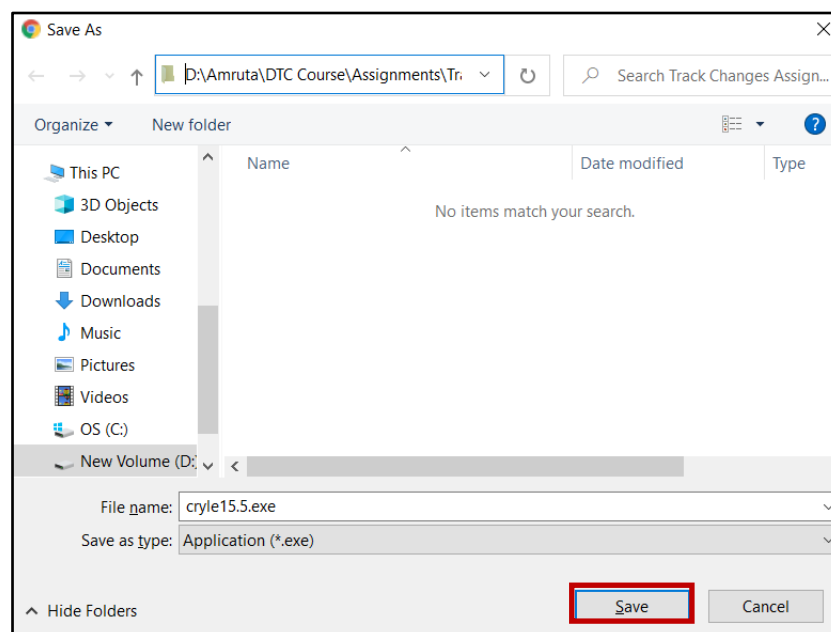 Save As
D:\Amruta\DTC Course\Assignments\Tra
Search Track Changes Assign...
Organize
New folder
?
This PC
Name
Date modified
Type
3D Objects
No items match your search.
Desktop
Documents
Downloads
Music
Pictures
Videos
OS (C:)
New Volume (D:)
File name: cryle15.5.exe
Save as type: Application (*.exe)
Hide Folders
Save
Cancel